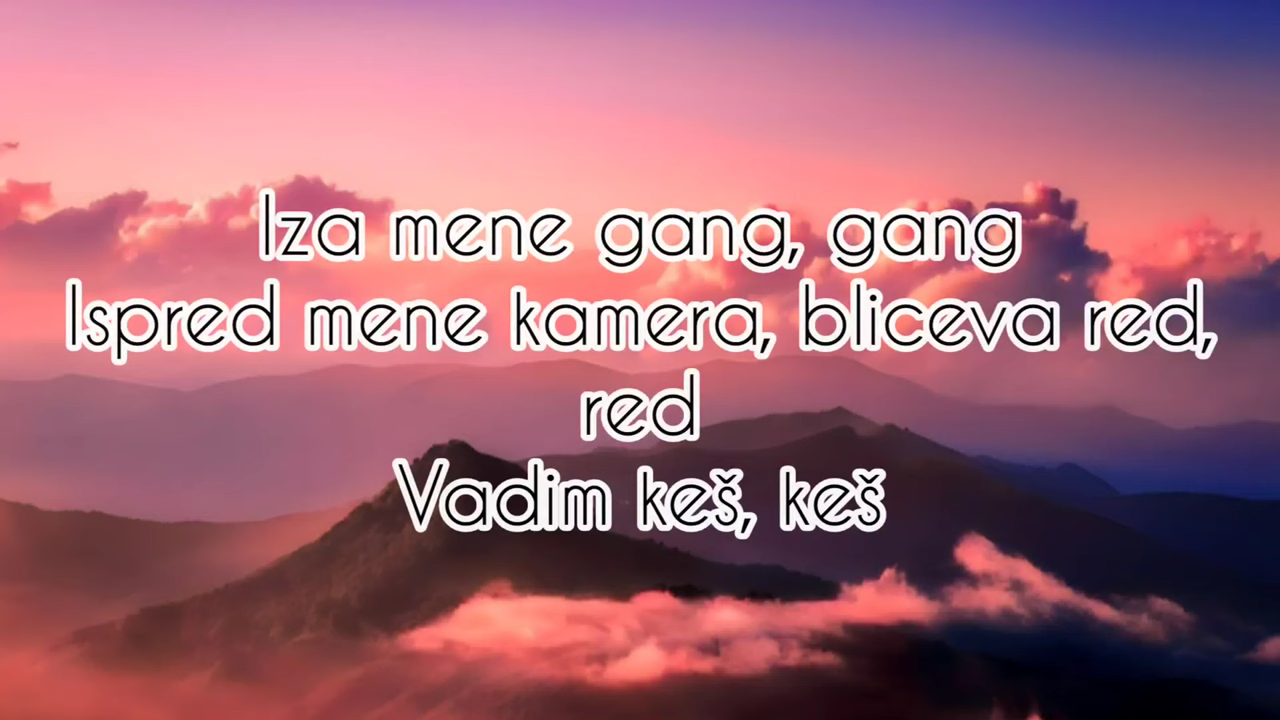 Iza mene gang, gang
Ispred mene kamera, bliceva red,
red
Vadim keš, keš